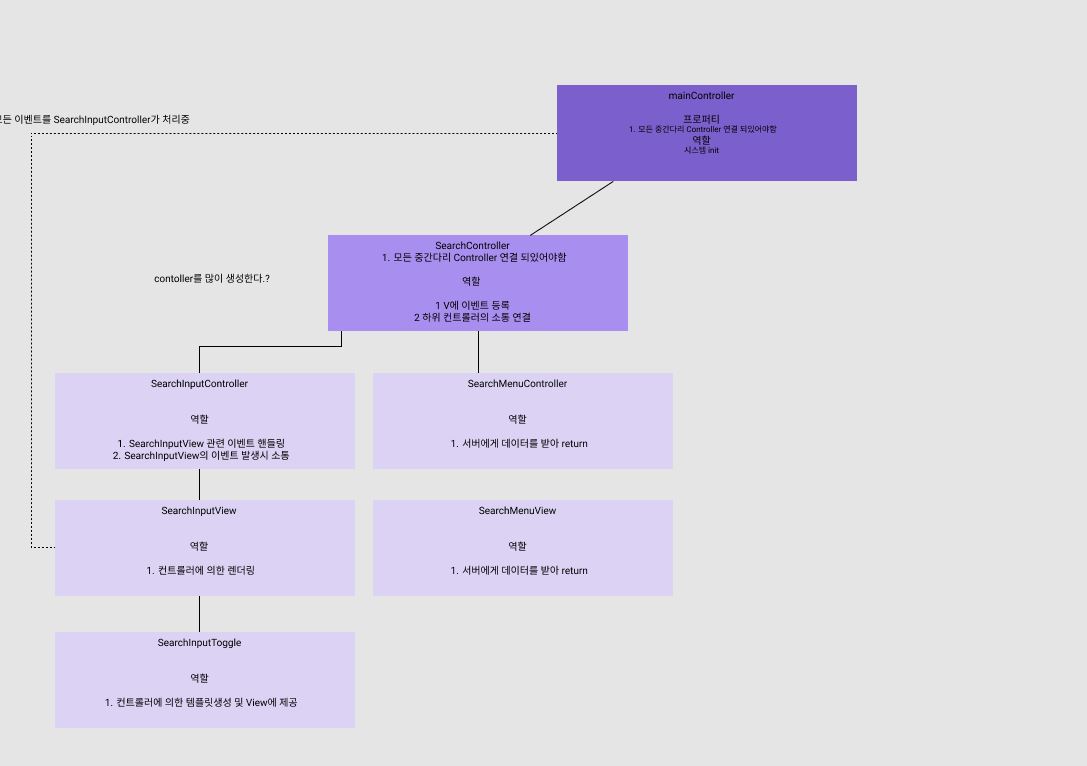 mainController
프로퍼티
1. 모든 중간다리 Controller 연결 되있어야함
역할
시스템 init
이벤트를 SearchInputController가 처리중
SearchController
1. 모든 중간다리 Controller 연결 되있어야함
역할
1 V에 이벤트 등록
2 하위 컨트롤러의 소통 연결
contoller를 많이 생성한다.?
SearchInputController
역할
1. SearchInputView 관련 이벤트 핸들링
2. SearchInputView의 이벤트 발생시 소통
SearchMenuController
역할
1. 서버에게 데이터를 받아 return
SearchInputView
역할
1. 컨트롤러에 의한 렌더링
SearchMenuView
역할
1. 서버에게 데이터를 받아 return
SearchInputToggle
역할
1. 컨트롤러에 의한 템플릿생성 및 View에 제공